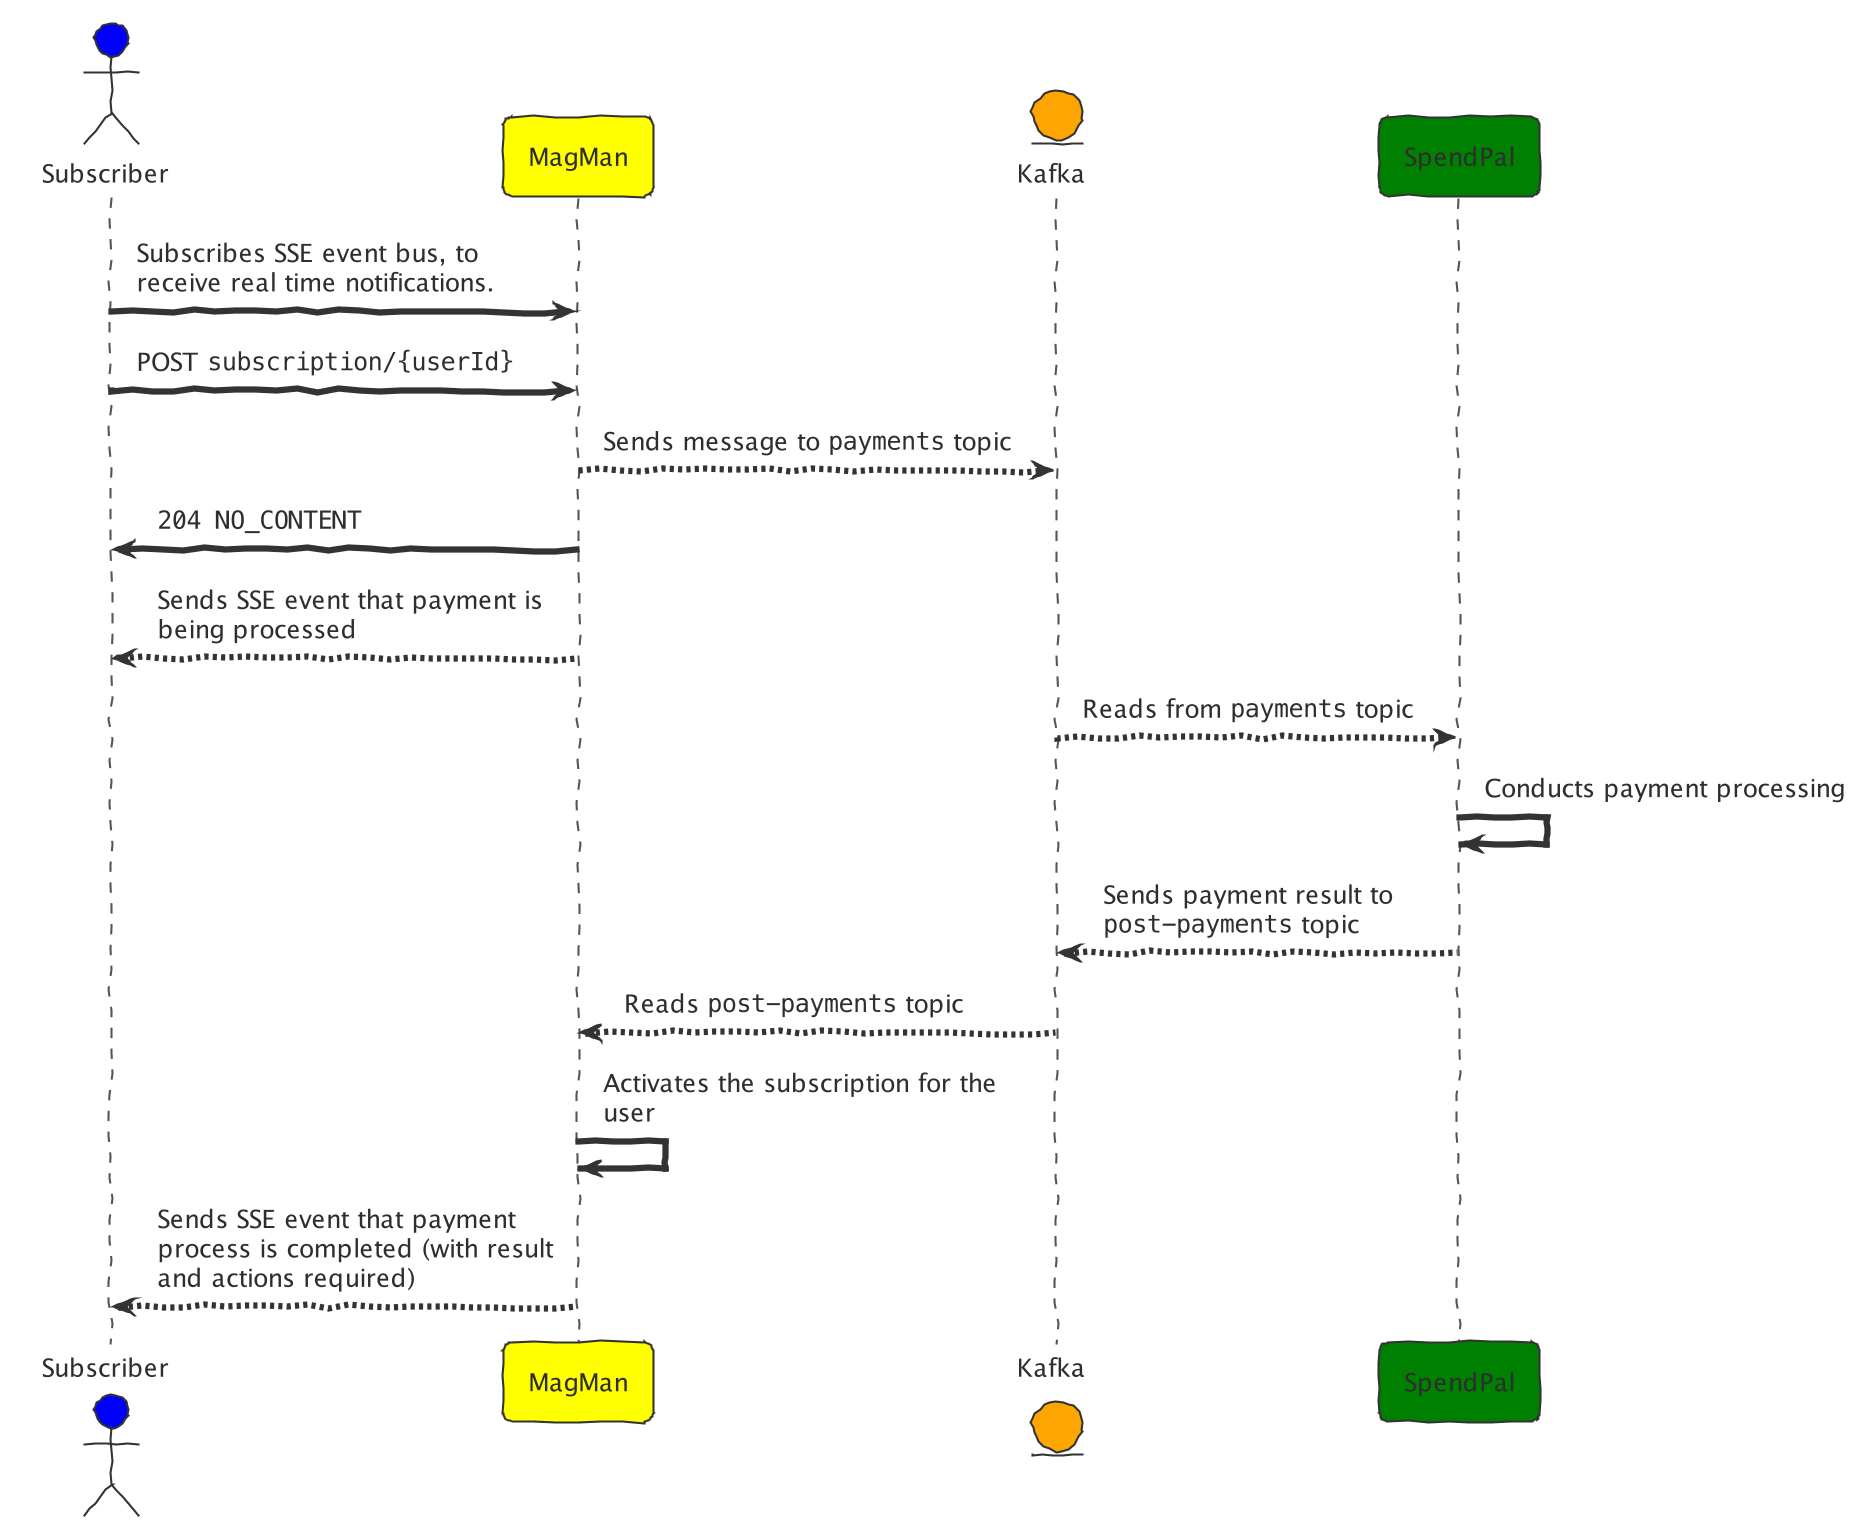 Subscriber
MagMan
Kafka
SpendPal
Subscribes SSE event bus, to
receive real time notifications.
POST subscription/{userId}
Sends message to payments topic
204 NO_CONTENT
Sends SSE event that payment is
being processed
Reads from payments topic
Conducts payment processing
Sends payment result to
post-payments topic
Reads post-payments topic
Activates the subscription for the
user
Sends SSE event that payment
process is completed (with result
and actions required)
Subscriber
MagMan
Kafka
SpendPal